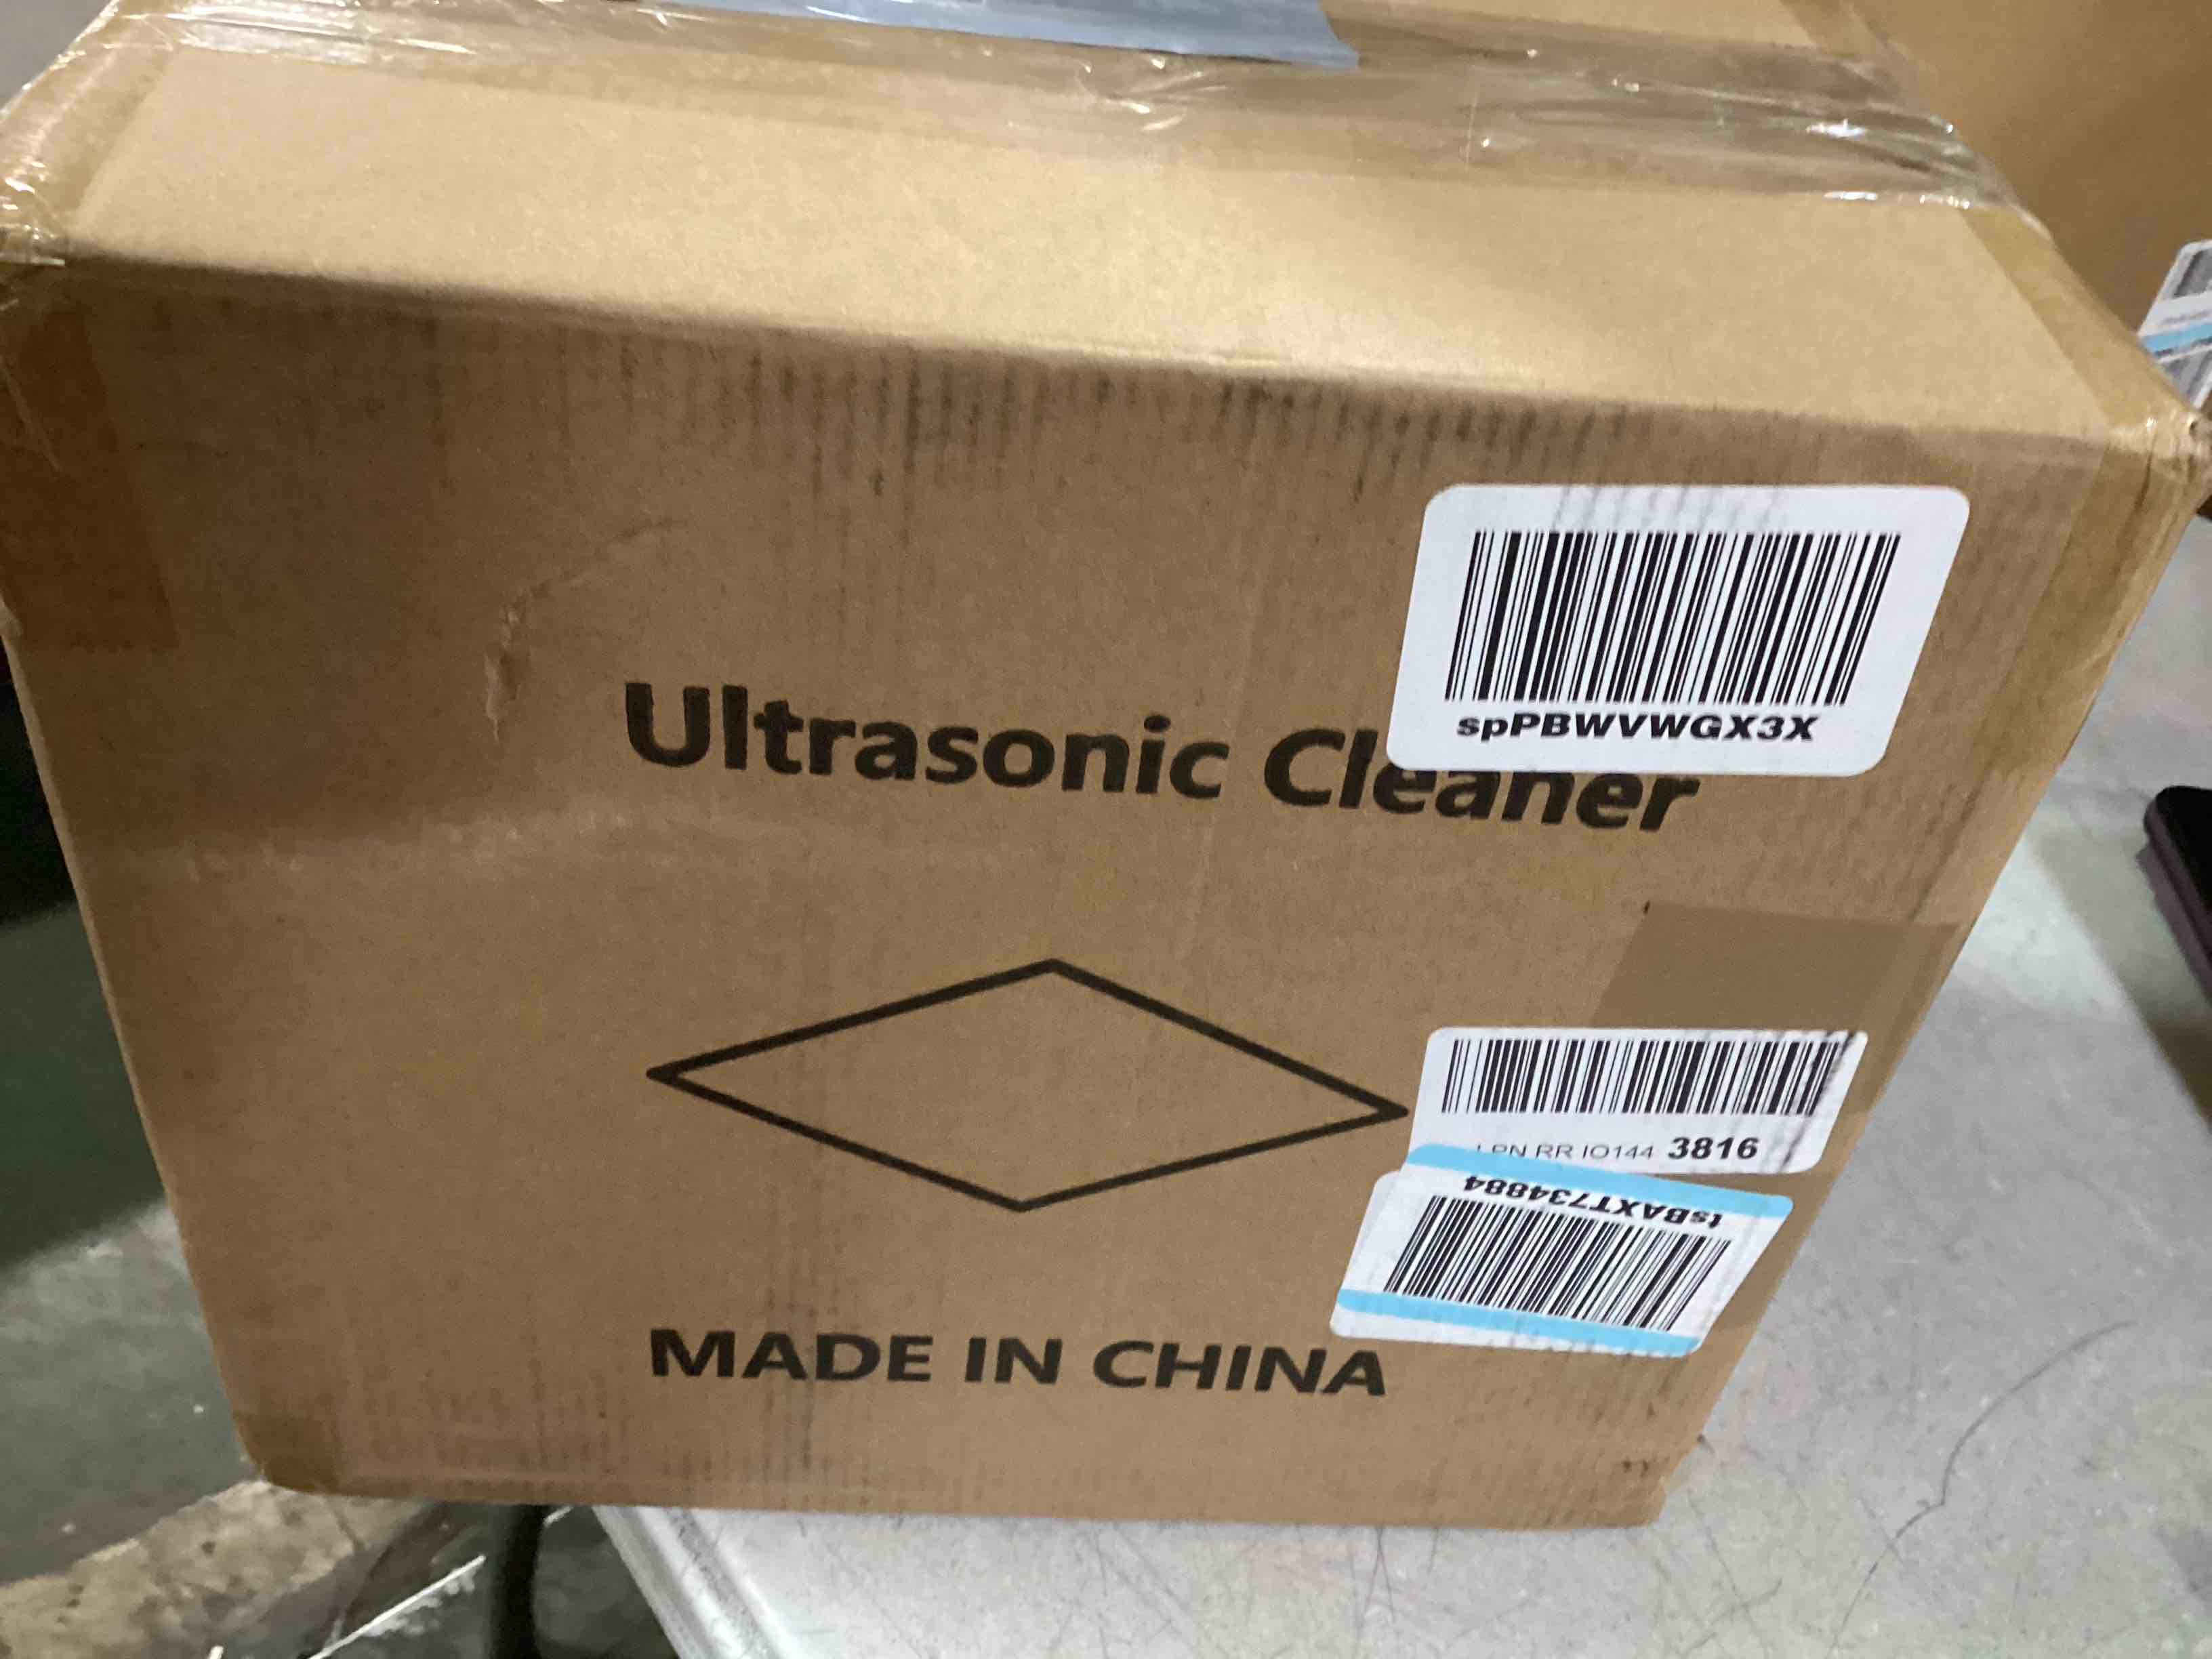 spPBWVWGX3X
Ultrasonic Cleaner
LPN RR IO144 3816
tsBAXT734884
MADE IN CHINA